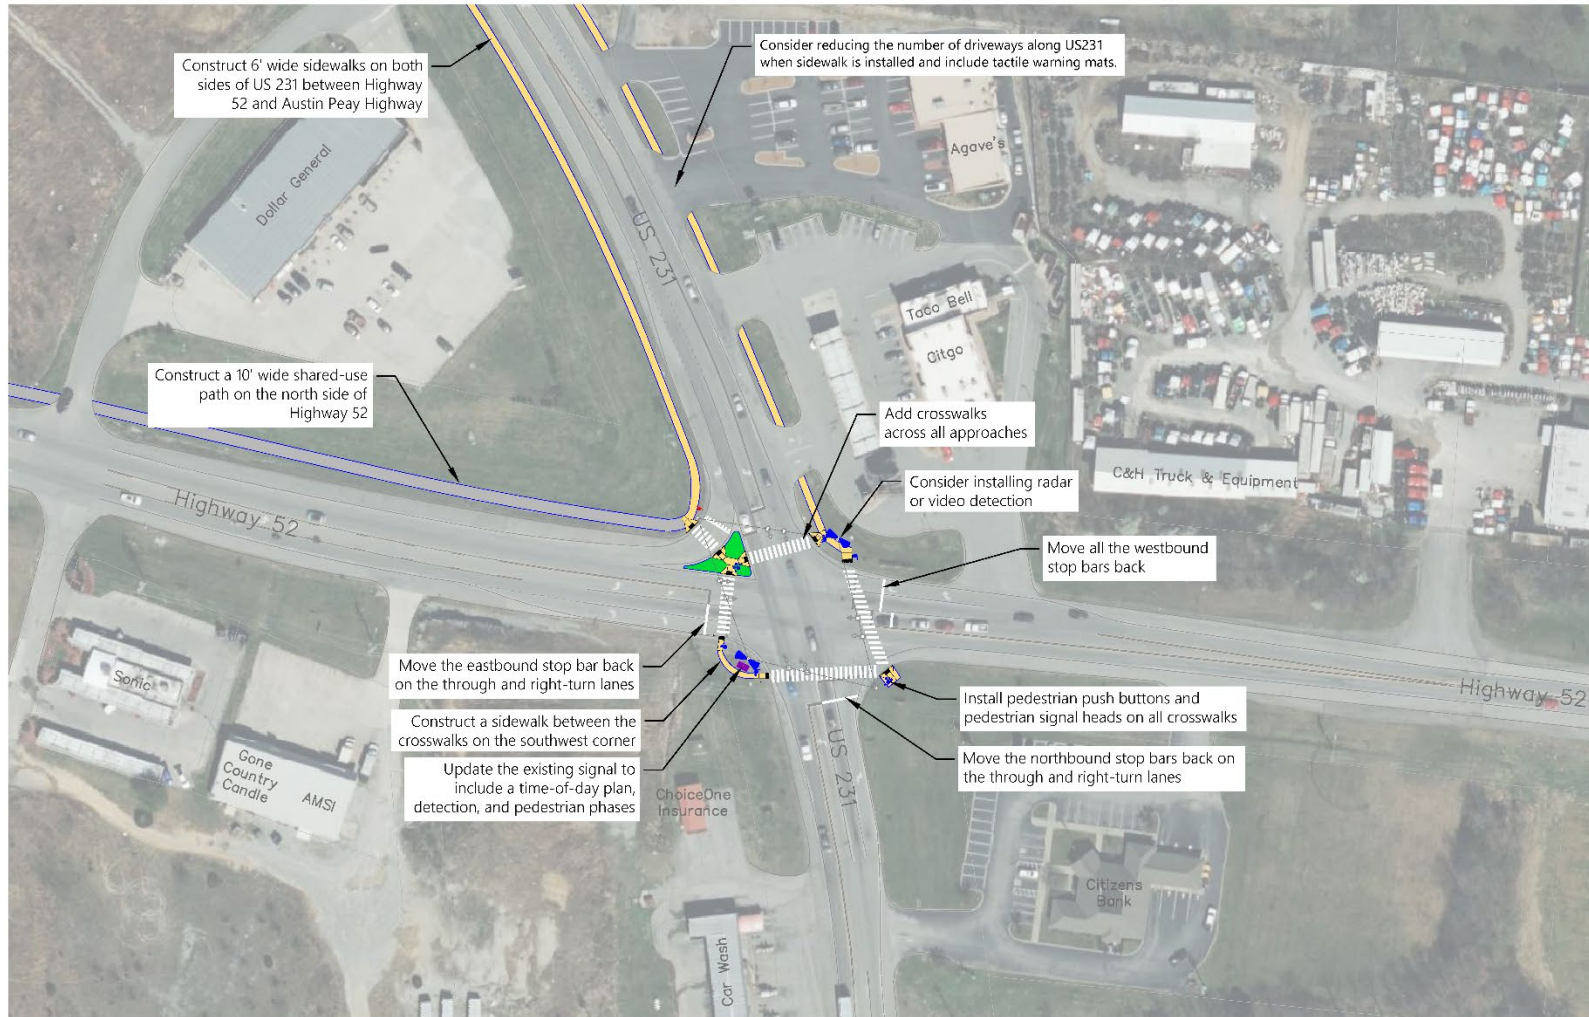 Construct 6' wide sidewalks on both
sides of US 231 between Highway
52 and Austin Peay Highway
Consider reducing the number of driveways along US231
when sidewalk is installed and include tactile warning mats.
Dollar General
Agave's
US 231
Taco Bell
Gitgo
Construct a 10' wide shared-use
path on the north side of
Highway 52
Add crosswalks
across all approaches
Consider installing radar
or video detection
C&H Truck & Equipment
Highway 52
Move all the westbound
stop bars back
Sonic
Move the eastbound stop bar back
on the through and right-turn lanes
Install pedestrian push buttons and
pedestrian signal heads on all crosswalks
Highway 52
Construct a sidewalk between the
crosswalks on the southwest corner
Move the northbound stop bars back on
the through and right-turn lanes
US 231
Gone
Country
Candle
AMSI
Update the existing signal to
include a time-of-day plan,
detection, and pedestrian phases
ChoiceOne
Insurance
Citizens
Bank
Car Wash